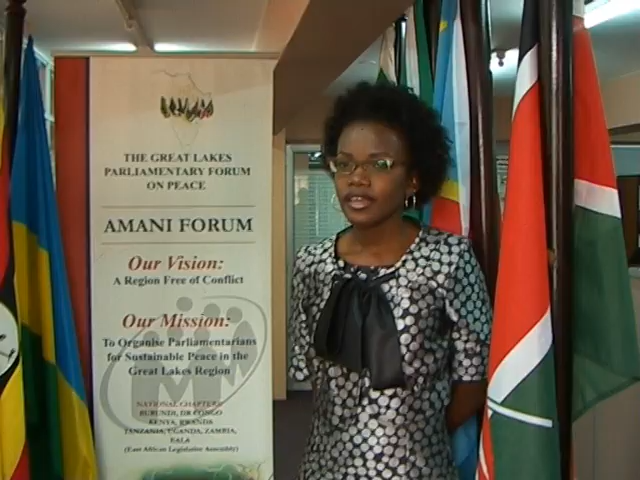 THE GREAT LAKES
PARLIAMENTARY FORUM
ON PEACE
AMANI FORUM
Our Vision:
A Region Free of Conflict
Our Mission:
To Organise Parliamentarians
for Sustainable Peace in the
Great Lakes Region
NATIONAL CHAPTERS
BURUNDI, DR CONGO
KENYA, RWANDA
TANZANIA, UGANDA, ZAMBIA,
EALA
(East African Legislative Assembly)